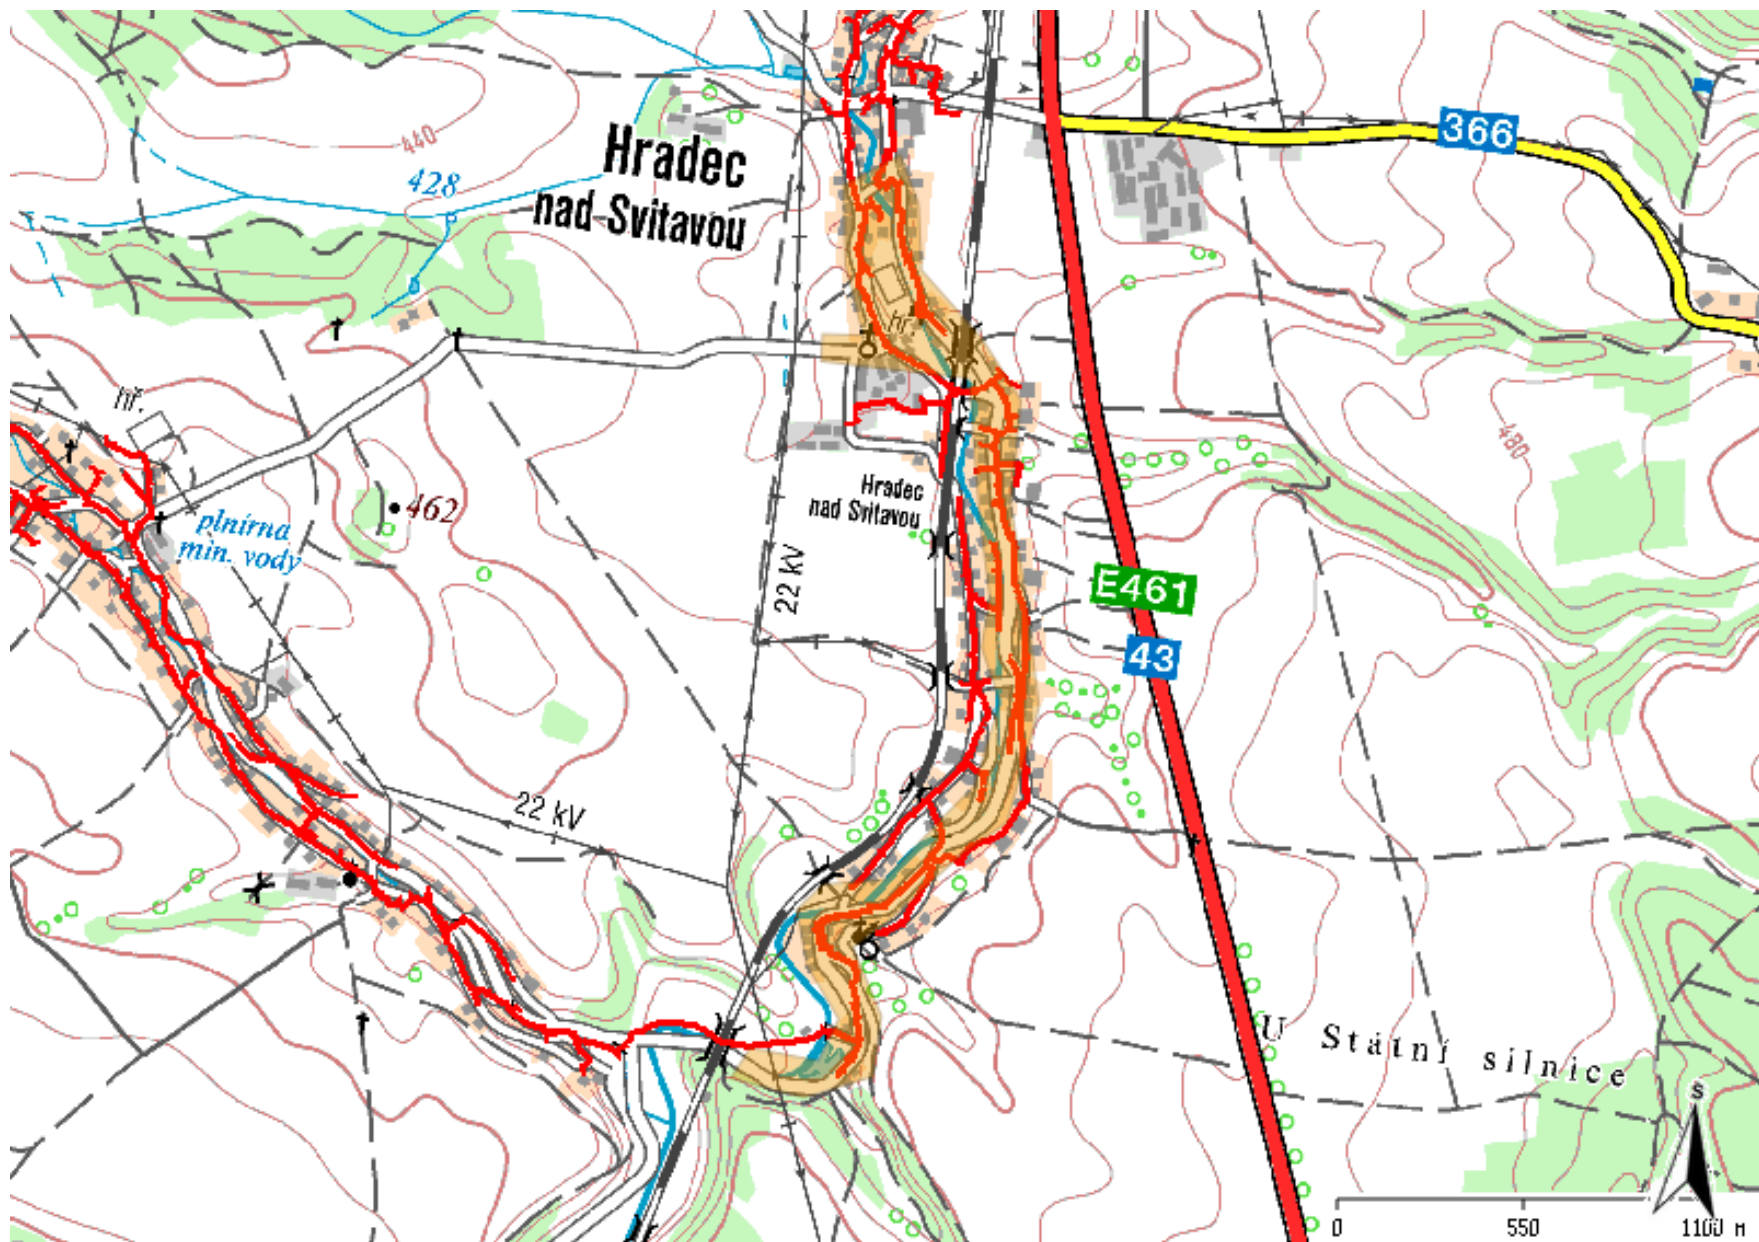 366
440
428
Hradec
nad Svitavou
hř.
hř.
480
462
Hradec
nad Svitavou
plnírna
min. vody
22 kV
E461
43
22 kV
U Státní silnice
S
0 550 1100 M